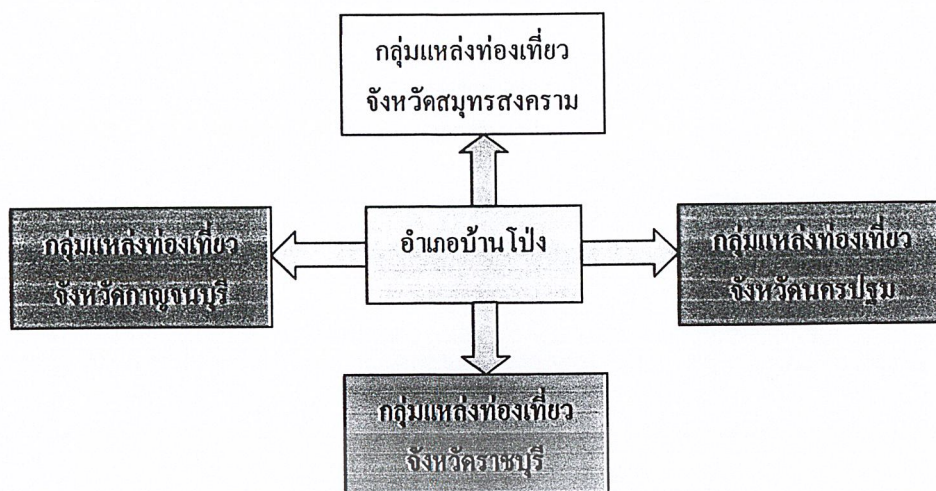 กลุ่มแหล่งท่องเที่ยว
จังหวัดสมุทรสงคราม
กลุ่มแหล่งท่องเที่ยว
จังหวัดกาญจนบุรี
อำเภอบ้านโป่ง
กลุ่มแหล่งท่องเที่ยว
จังหวัดนครปฐม
กลุ่มแหล่งท่องเที่ยว
จังหวัดราชบุรี